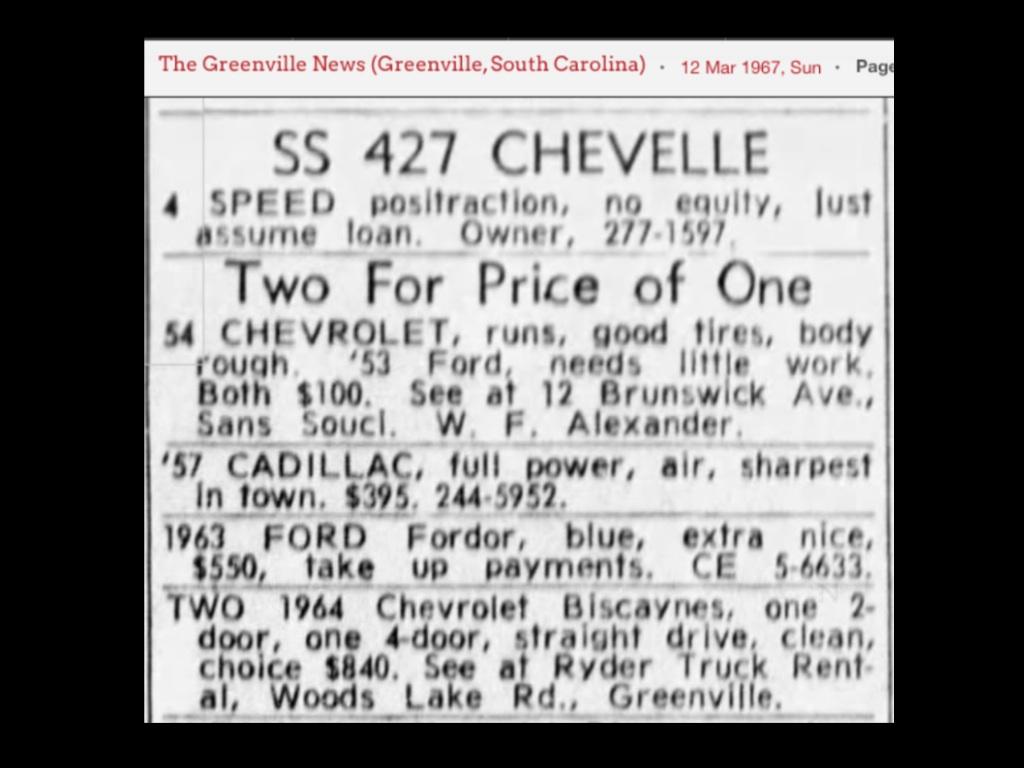 The Greenville News (Greenville, South Carolina) · 12 Mar 1967, Sun · Page
SS 427 CHEVELLE
4 SPEED positraction, no equity, just
assume loan. Owner, 277-1597.
Two For Price of One
54 CHEVROLET, runs, good tires, body
rough. '53 Ford, needs little work.
Both $100. See at 12 Brunswick Ave.,
Sans Souci. W. F. Alexander.
'57 CADILLAC, full power, air, sharpest
in town. $395. 244-5952.
1963 FORD Fordor, blue, extra nice,
$550, take up payments. CE 5-6633.
TWO 1964 Chevrolet Biscaynes, one 2-
door, one 4-door, straight drive, clean,
choice $840. See at Ryder Truck Rent-
al, Woods Lake Rd., Greenville.